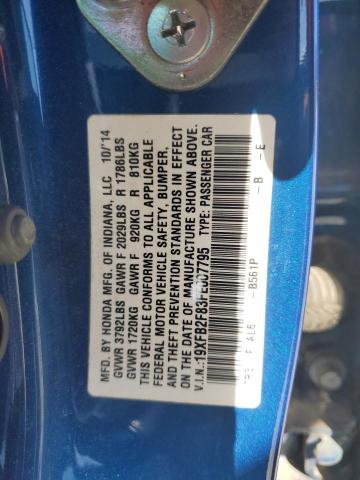 MFD. BY HONDA MFG. OF INDIANA, LLC 10/'14
GVWR 3792LBS GAWR F 2029LBS R 1786LBS
GVWR 1720KG GAWR F 920KG R 810KG
THIS VEHICLE CONFORMS TO ALL APPLICABLE
FEDERAL MOTOR VEHICLE SAFETY, BUMPER,
AND THEFT PREVENTION STANDARDS IN EFFECT
ON THE DATE OF MANUFACTURE SHOWN ABOVE.
V.I.N.: TYPE: PASSENGER CAR
-B561P
-B
-E